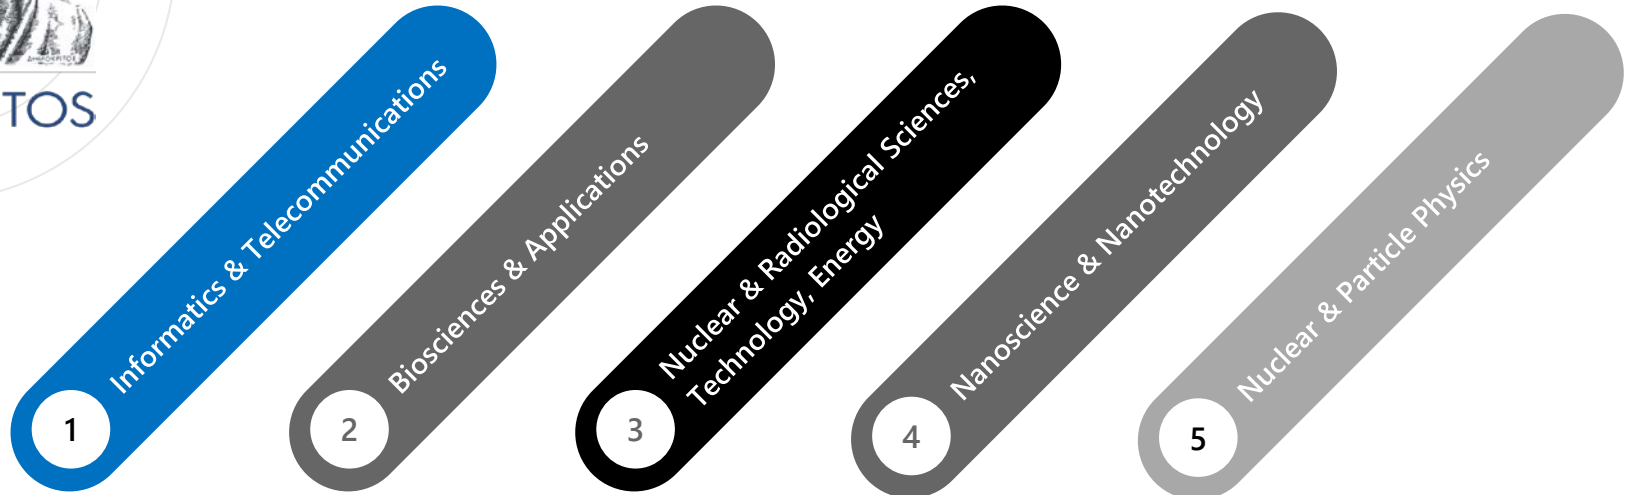 ΔΗΜΟΚΡΙΤΟΣ
TOS
Informatics & Telecommunications
1
Biosciences & Applications
2
Nuclear & Radiological Sciences,
Technology, Energy
3
Nanoscience & Nanotechnology
4
Nuclear & Particle Physics
5